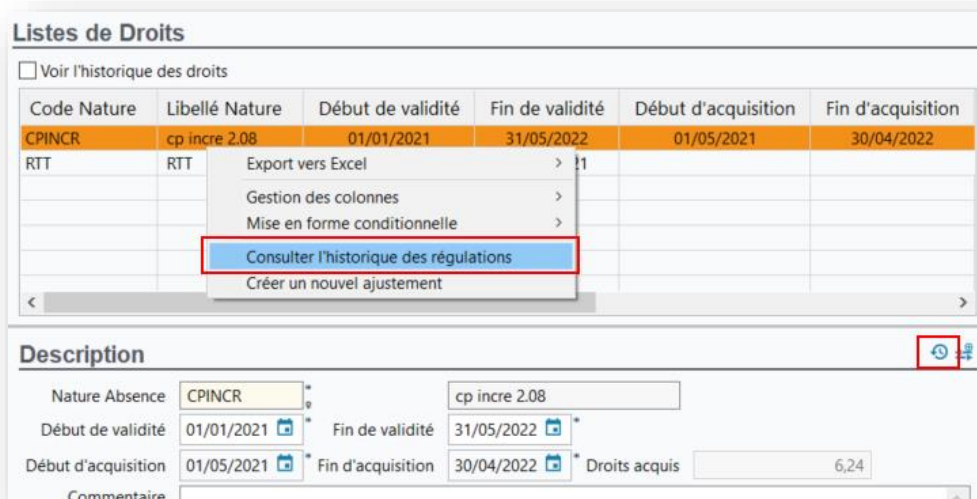 Listes de Droits
Voir l'historique des droits
Code Nature Libellé Nature Début de validité Fin de validité Début d'acquisition Fin d'acquisition
CPINCR cp incre 2.08 01/01/2021 31/05/2022 01/05/2021 30/04/2022
RTT RTT 21
Export vers Excel
Gestion des colonnes
Mise en forme conditionnelle
Consulter l'historique des régulations
Créer un nouvel ajustement
Description
Nature Absence CPINCR * cp incre 2.08
Début de validité 01/01/2021 * Fin de validité 31/05/2022 *
Début d'acquisition 01/05/2021 * Fin d'acquisition 30/04/2022 * Droits acquis 6,24
Commentaire